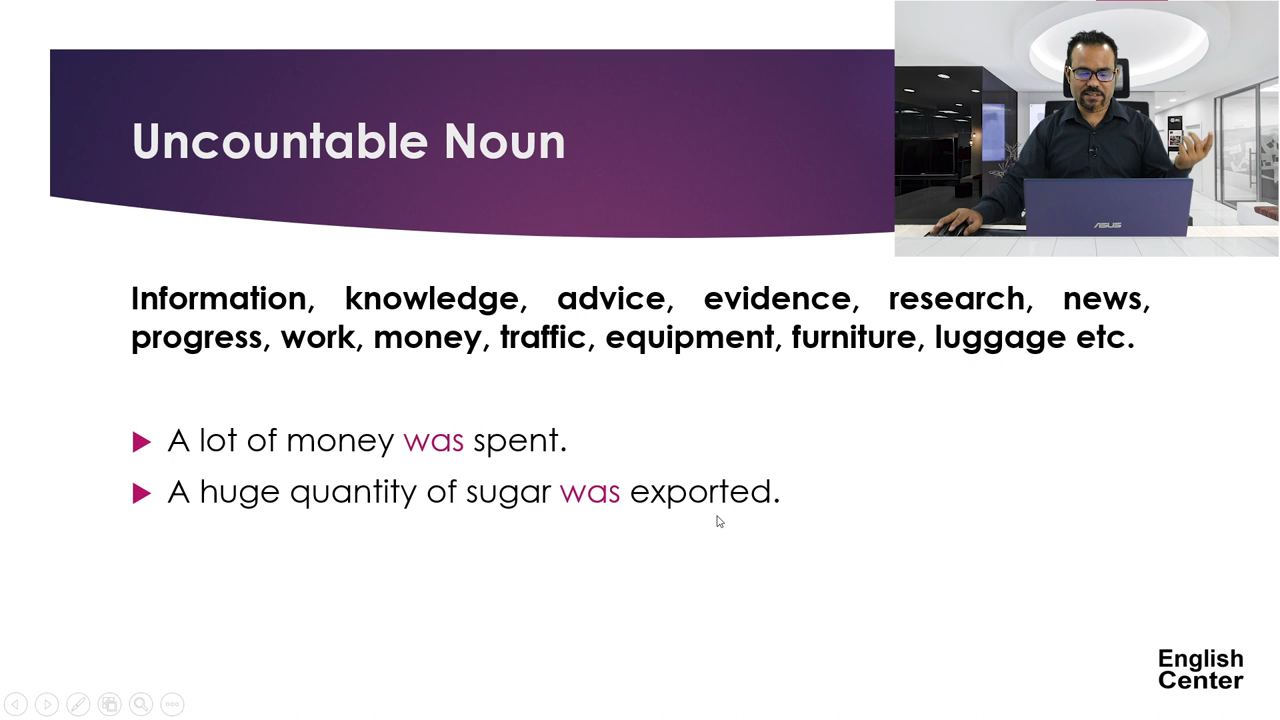 Uncountable Noun
ASUS
Information, knowledge, advice, evidence, research, news,
progress, work, money, traffic, equipment, furniture, luggage etc.
A lot of money was spent.
A huge quantity of sugar was exported.
English
Center